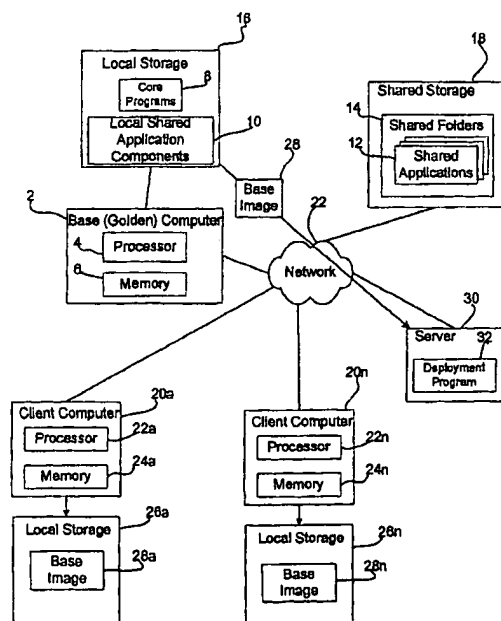 16
Local Storage
8
Core
Programs
10
Local Shared
Application
Components
18
Shared Storage
14
Shared Folders
12
Shared
Applications
28
Base
Image
2
Base (Golden) Computer
4
Processor
6
Memory
22
Network
30
Server
32
Deployment
Program
20a
Client Computer
Processor
22a
Memory
24a
26a
Local Storage
Base
Image
28a
20n
Client Computer
Processor
22n
Memory
24n
26n
Local Storage
Base
Image
28n